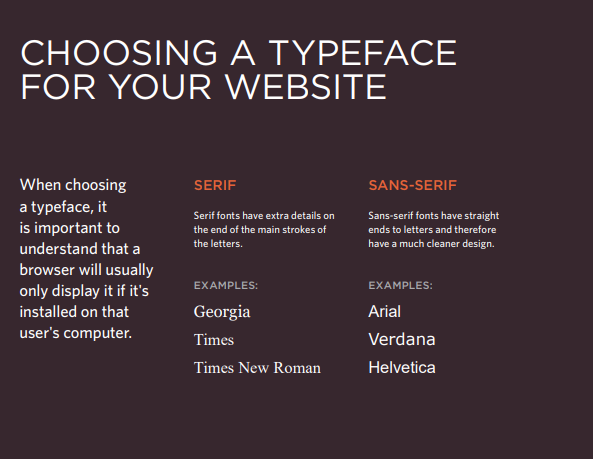 CHOOSING A TYPEFACE
FOR YOUR WEBSITE
When choosing
a typeface, it
is important to
understand that a
browser will usually
only display it if it's
installed on that
user's computer.
SERIF
Serif fonts have extra details on
the end of the main strokes of
the letters.
EXAMPLES:
Georgia
Times
Times New Roman
SANS-SERIF
Sans-serif fonts have straight
ends to letters and therefore
have a much cleaner design.
EXAMPLES:
Arial
Verdana
Helvetica